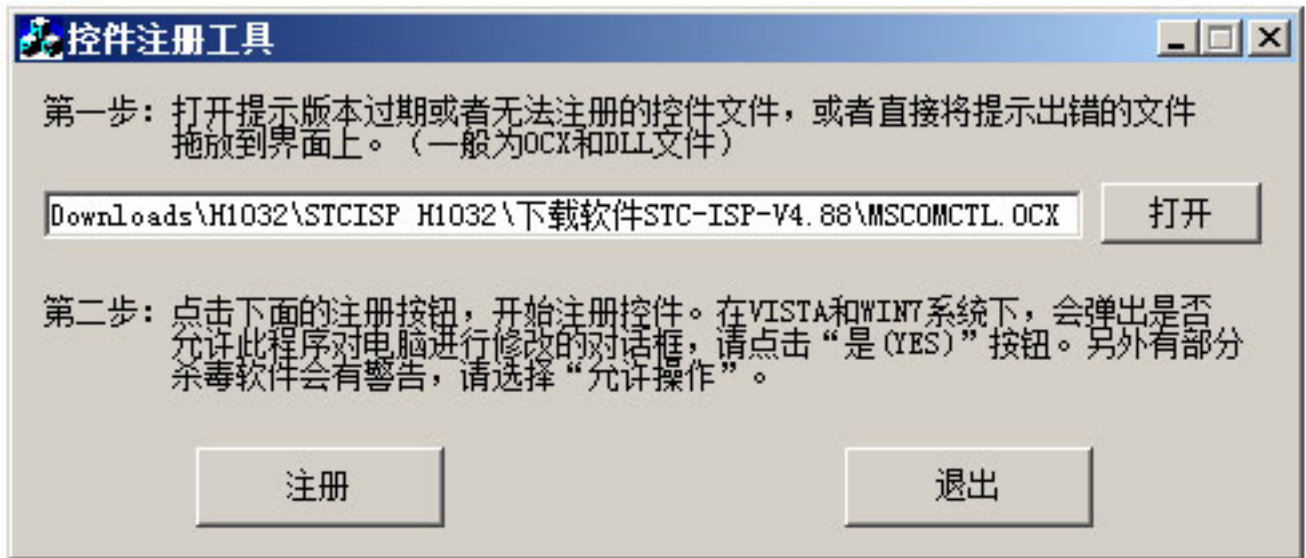 控件注册工具
第一步：打开提示版本过期或者无法注册的控件文件，或者直接将提示出错的文件
拖放到界面上。（一般为OCX和DLL文件）
Downloads\H1032\STCISP H1032\下载软件STC-ISP-V4.88\MSCOMCTL.OCX
打开
第二步：点击下面的注册按钮，开始注册控件。在VISTA和WIN7系统下，会弹出是否
允许此程序对电脑进行修改的对话框，请点击“是(YES)”按钮。另外有部分
杀毒软件会有警告，请选择“允许操作”。
注册
退出